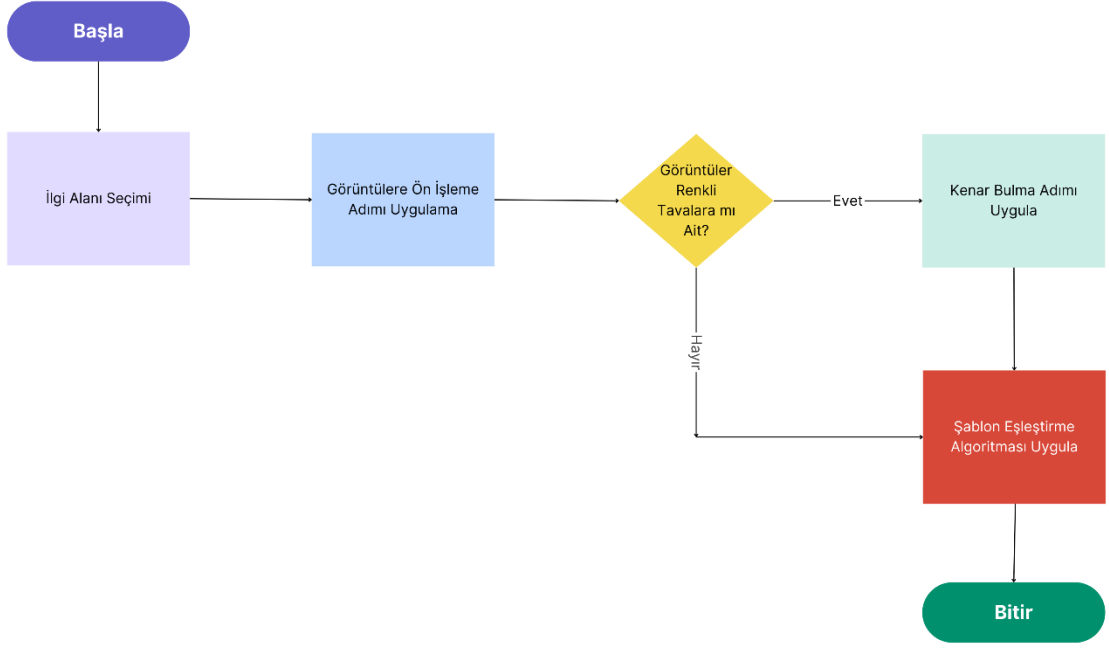 Başla
İlgi Alanı Seçimi
Görüntülere Ön İşleme
Adımı Uygulama
Görüntüler
Renkli
Tavalara mı
Ait?
Evet
Kenar Bulma Adımı
Uygula
Hayır
Şablon Eşleştirme
Algoritması Uygula
Bitir